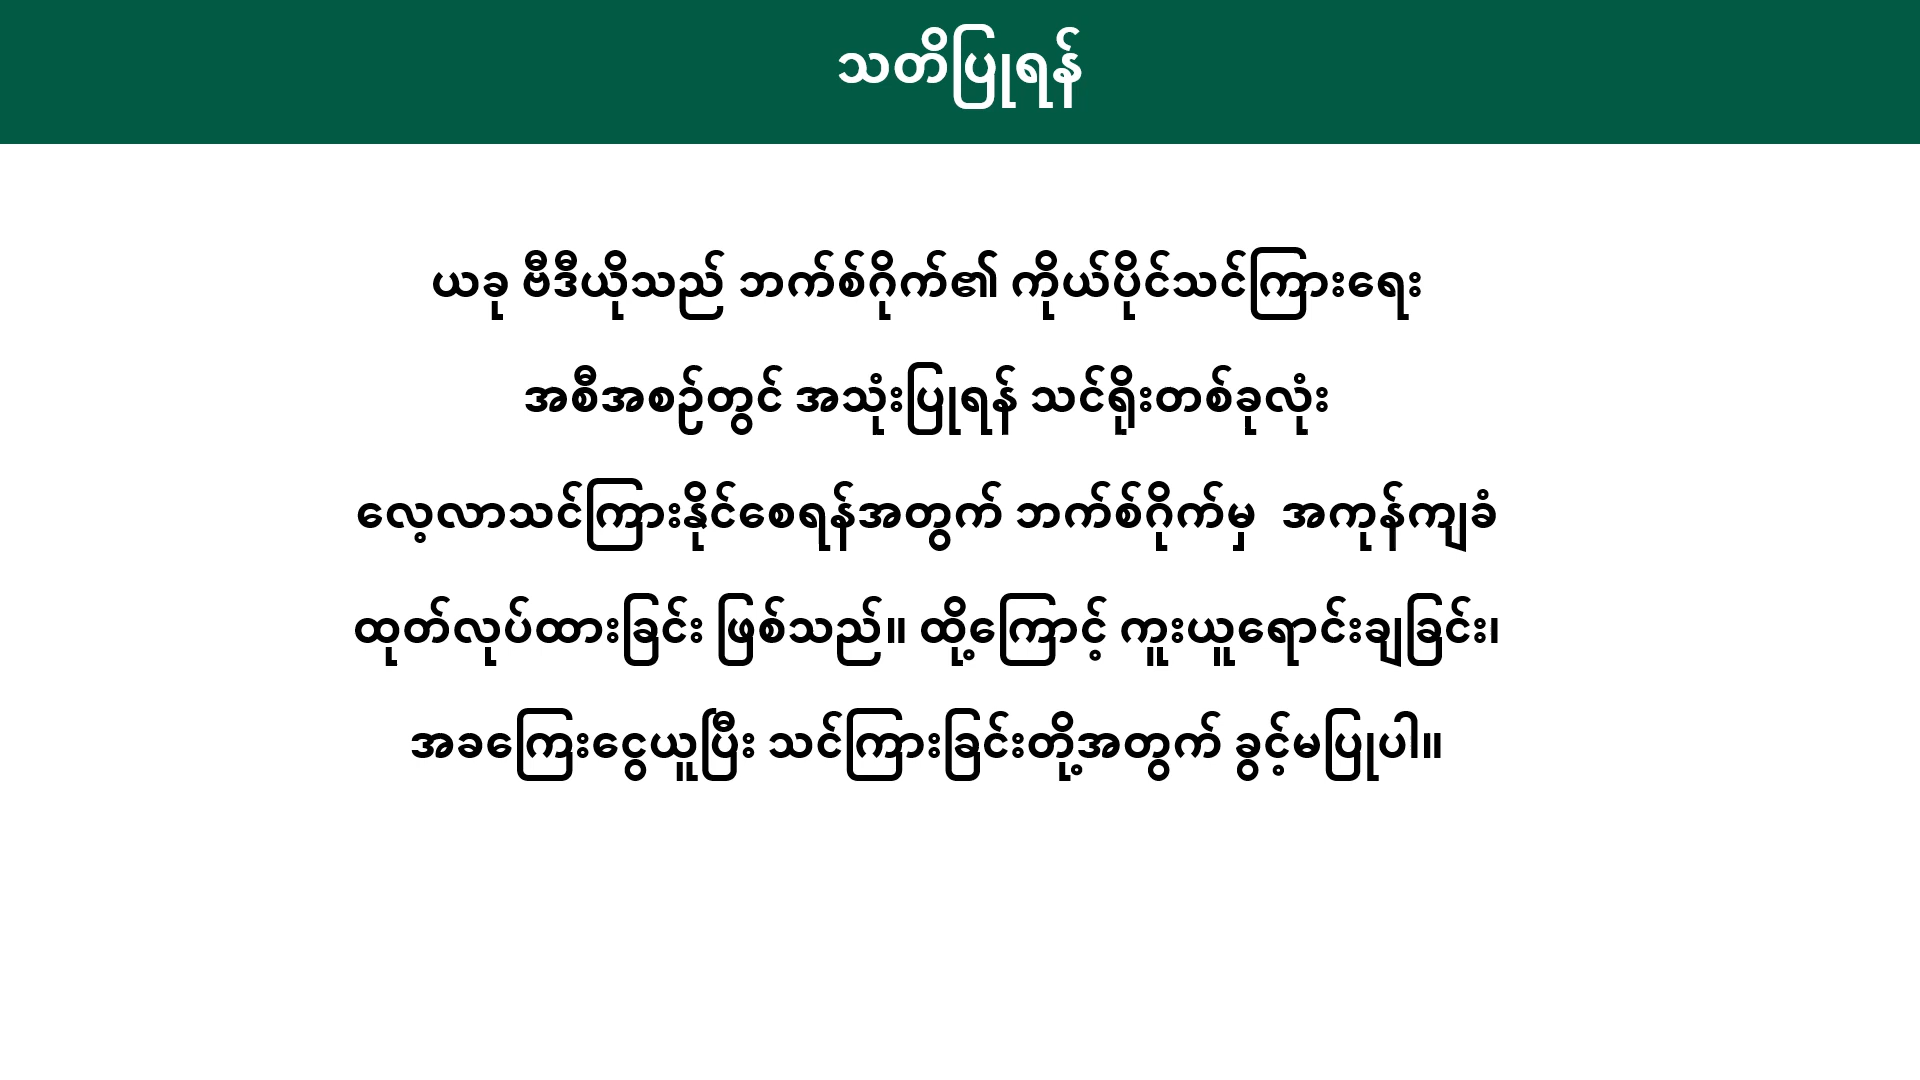 သတိပြုရန်
ယခု ဗီဒီယိုသည် ဘက်စ်ဂိုက်၏ ကိုယ်ပိုင်သင်ကြားရေး
အစီအစဉ်တွင် အသုံးပြုရန် သင်ရိုးတစ်ခုလုံး
လေ့လာသင်ကြားနိုင်စေရန်အတွက် ဘက်စ်ဂိုက်မှ  အကုန်ကျခံ
ထုတ်လုပ်ထားခြင်း ဖြစ်သည်။ ထို့ကြောင့် ကူးယူရောင်းချခြင်း၊
အခကြေးငွေယူပြီး သင်ကြားခြင်းတို့အတွက် ခွင့်မပြုပါ။